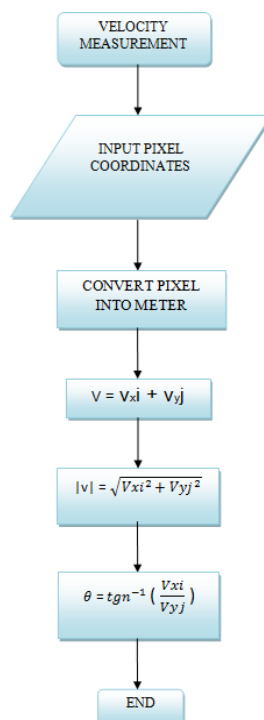 VELOCITY
MEASUREMENT
INPUT PIXEL
COORDINATES
CONVERT PIXEL
INTO METER
V = Vxi + Vyj
|v| = √(Vxi² + Vyj²)
θ = tgn⁻¹ (Vxi / Vyj)
END